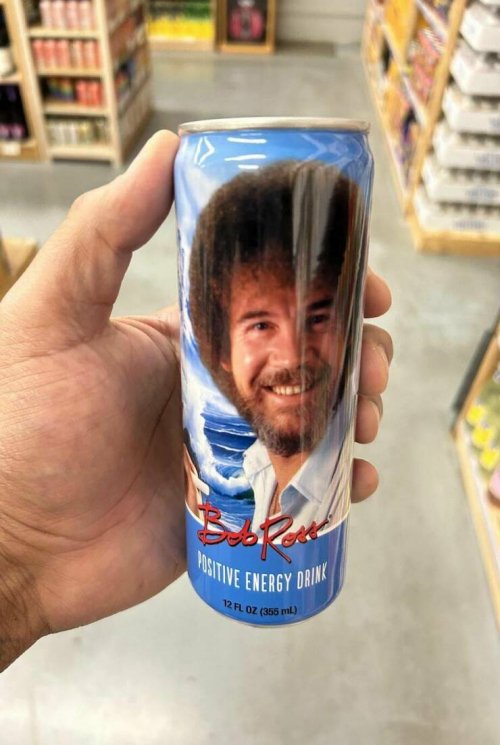 Bob Ross
POSITIVE ENERGY DRINK
12 FL OZ (355 mL)